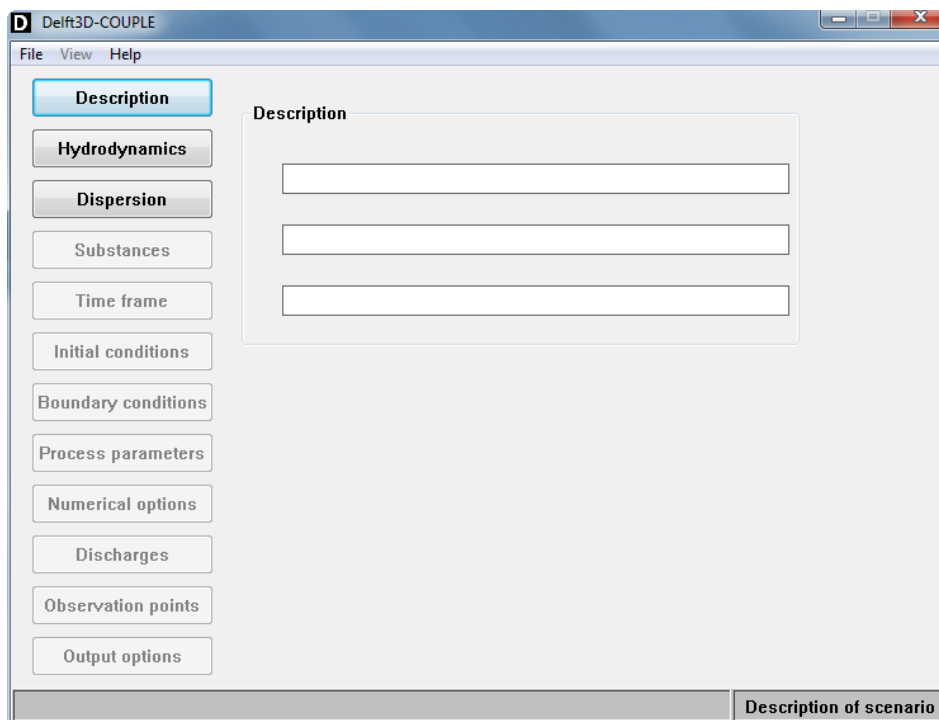 D Delft3D-COUPLE
File View Help
Description
Hydrodynamics
Dispersion
Substances
Time frame
Initial conditions
Boundary conditions
Process parameters
Numerical options
Discharges
Observation points
Output options
Description
Description of scenario